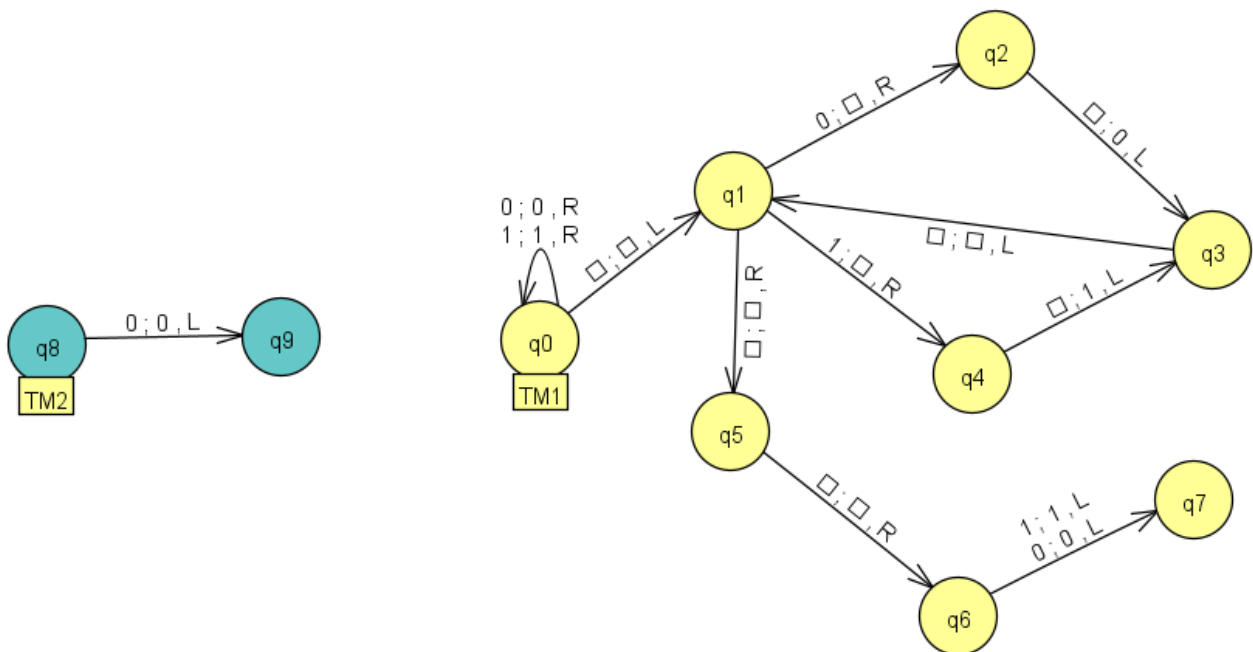 q2
0 ; □ , R
□ ; 0 , L
q1
0 ; 0 , R
1 ; 1 , R
□ ; □ , L
□ ; □ , L
q3
1 ; □ , R
□ ; □ , R
□ ; 1 , L
q8
0 ; 0 , L
q9
q0
TM2
TM1
q4
q5
□ ; □ , R
1 ; 1 , L
0 ; 0 , L
q7
q6